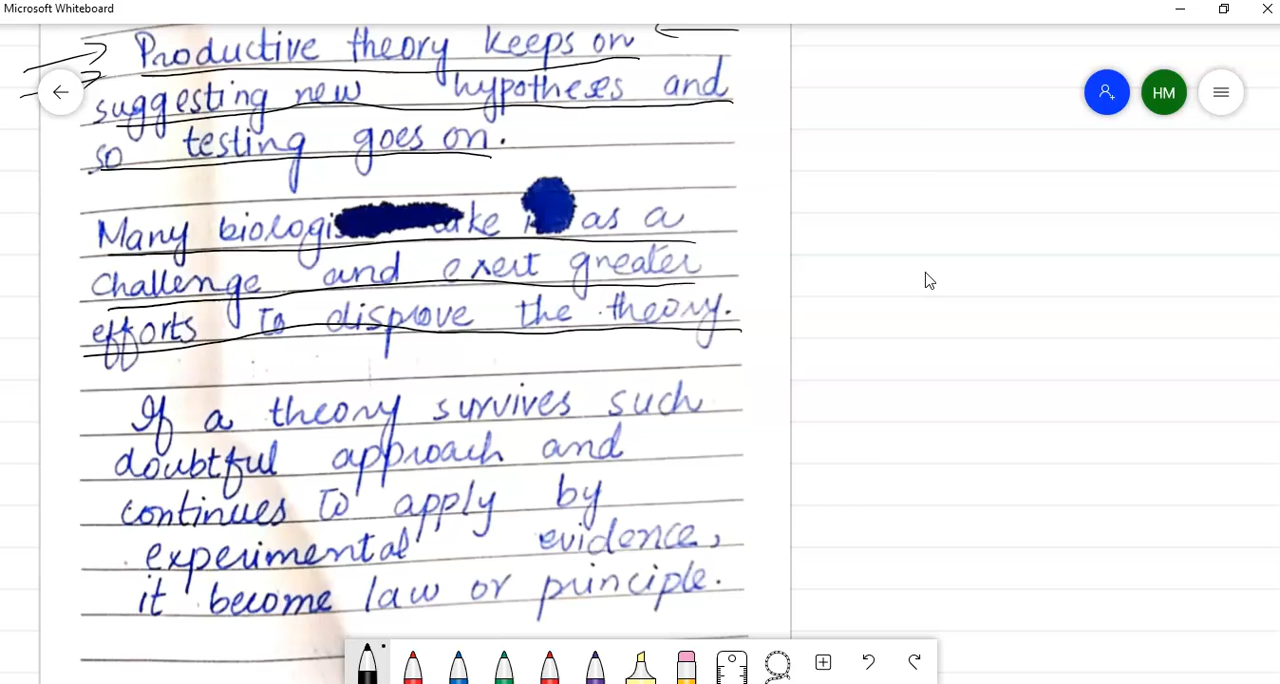 Microsoft Whiteboard
Productive theory keeps on
suggesting new hypotheses and
HM
so testing goes on.
Many as a
challenge and exert greater
efforts to disprove the theory.
If a theory survives such
doubtful approach and
continues to apply by
experimental evidence,
it become law or principle.